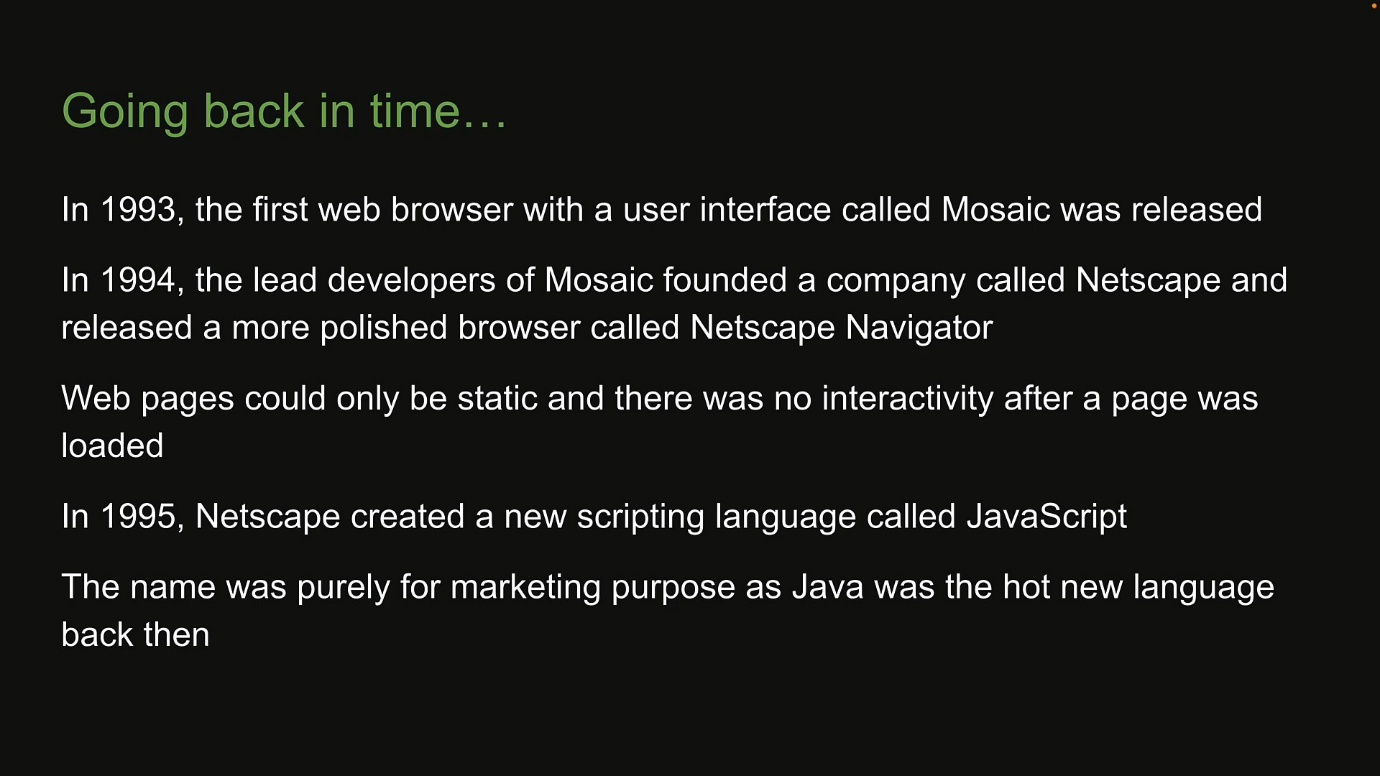 Going back in time…
In 1993, the first web browser with a user interface called Mosaic was released
In 1994, the lead developers of Mosaic founded a company called Netscape and
released a more polished browser called Netscape Navigator
Web pages could only be static and there was no interactivity after a page was
loaded
In 1995, Netscape created a new scripting language called JavaScript
The name was purely for marketing purpose as Java was the hot new language
back then